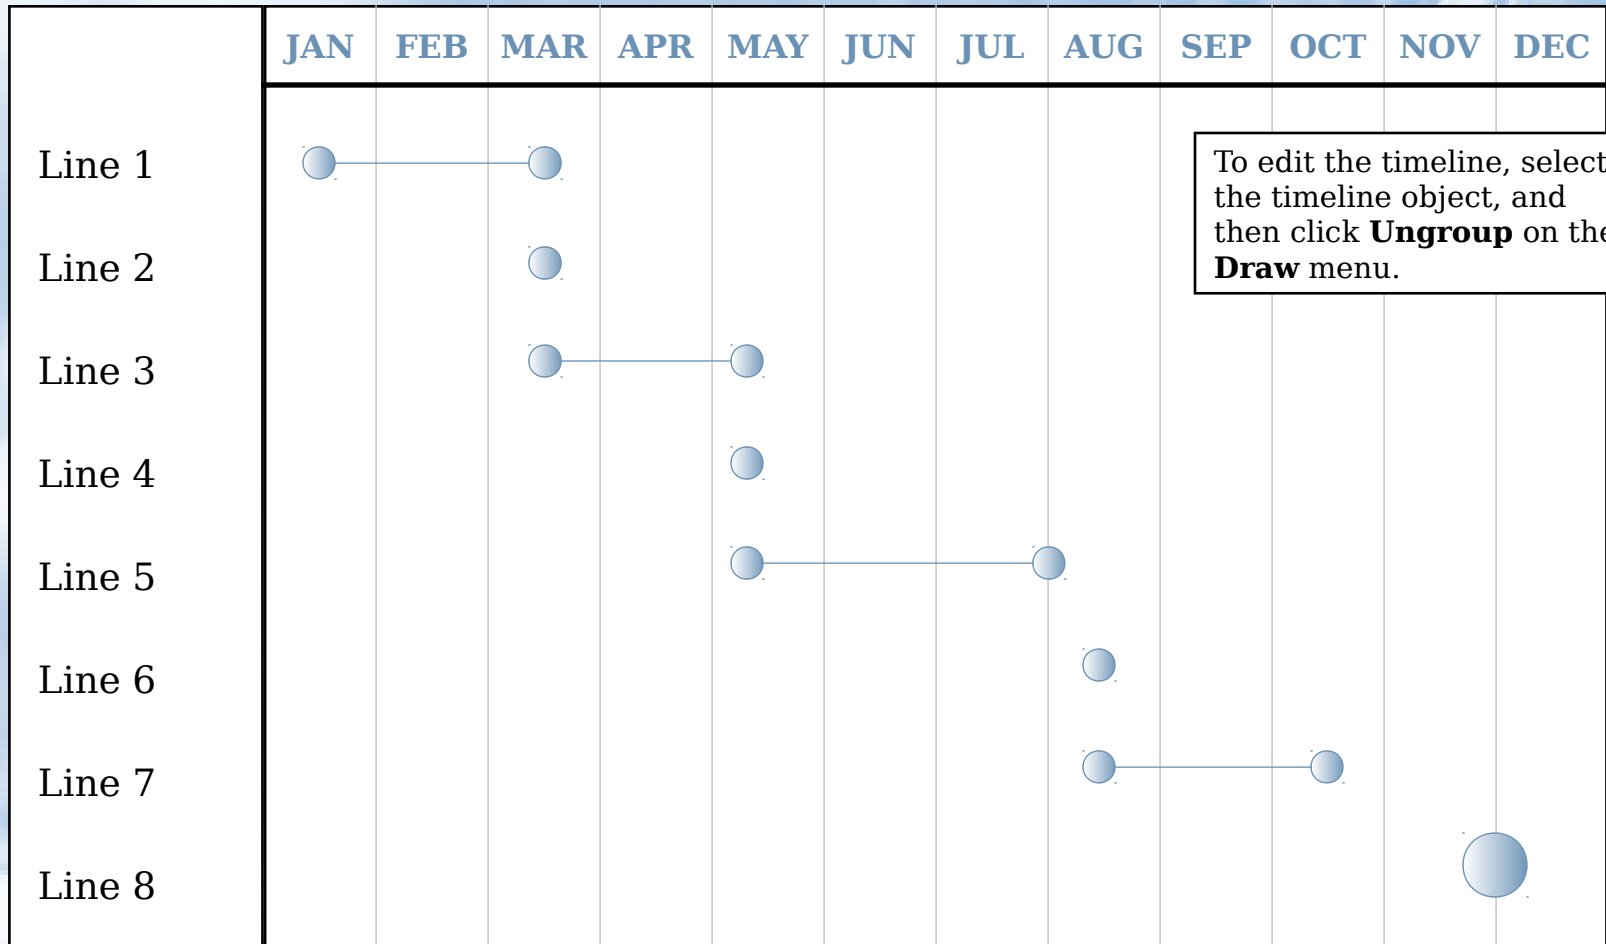 JAN FEB MAR APR MAY JUN JUL AUG SEP OCT NOV DEC
Line 1
To edit the timeline, select
the timeline object, and
then click Ungroup on the
Draw menu.
Line 2
Line 3
Line 4
Line 5
Line 6
Line 7
Line 8